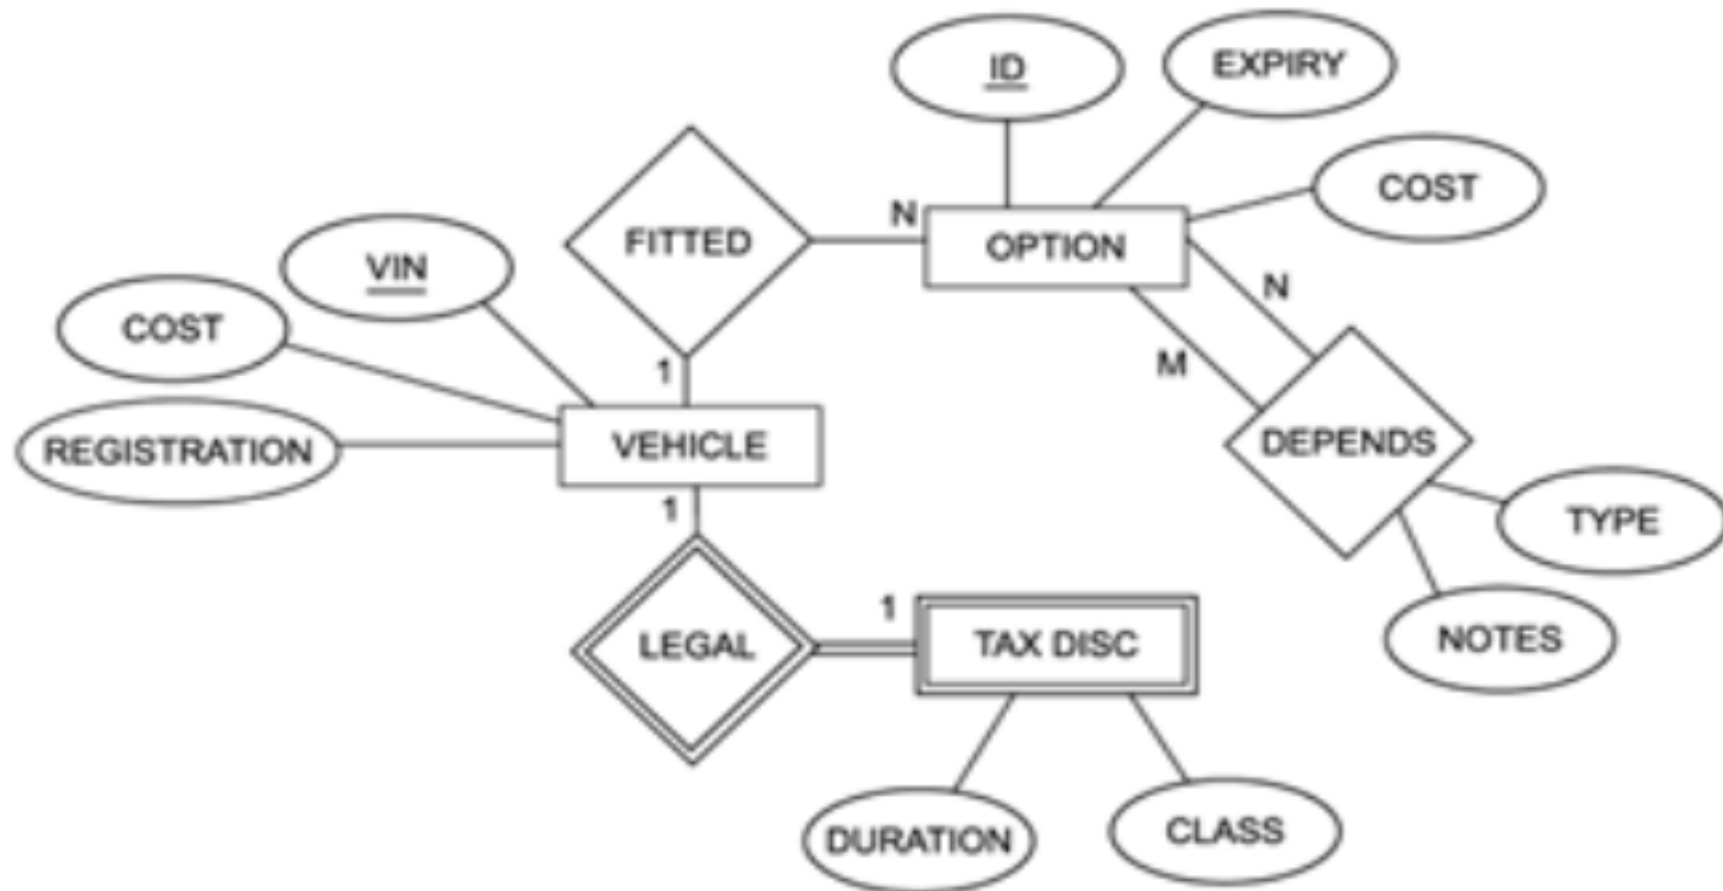 ID
EXPIRY
COST
FITTED
N
OPTION
VIN
COST
N
1
M
REGISTRATION
VEHICLE
DEPENDS
1
TYPE
1
LEGAL
TAX DISC
NOTES
DURATION
CLASS